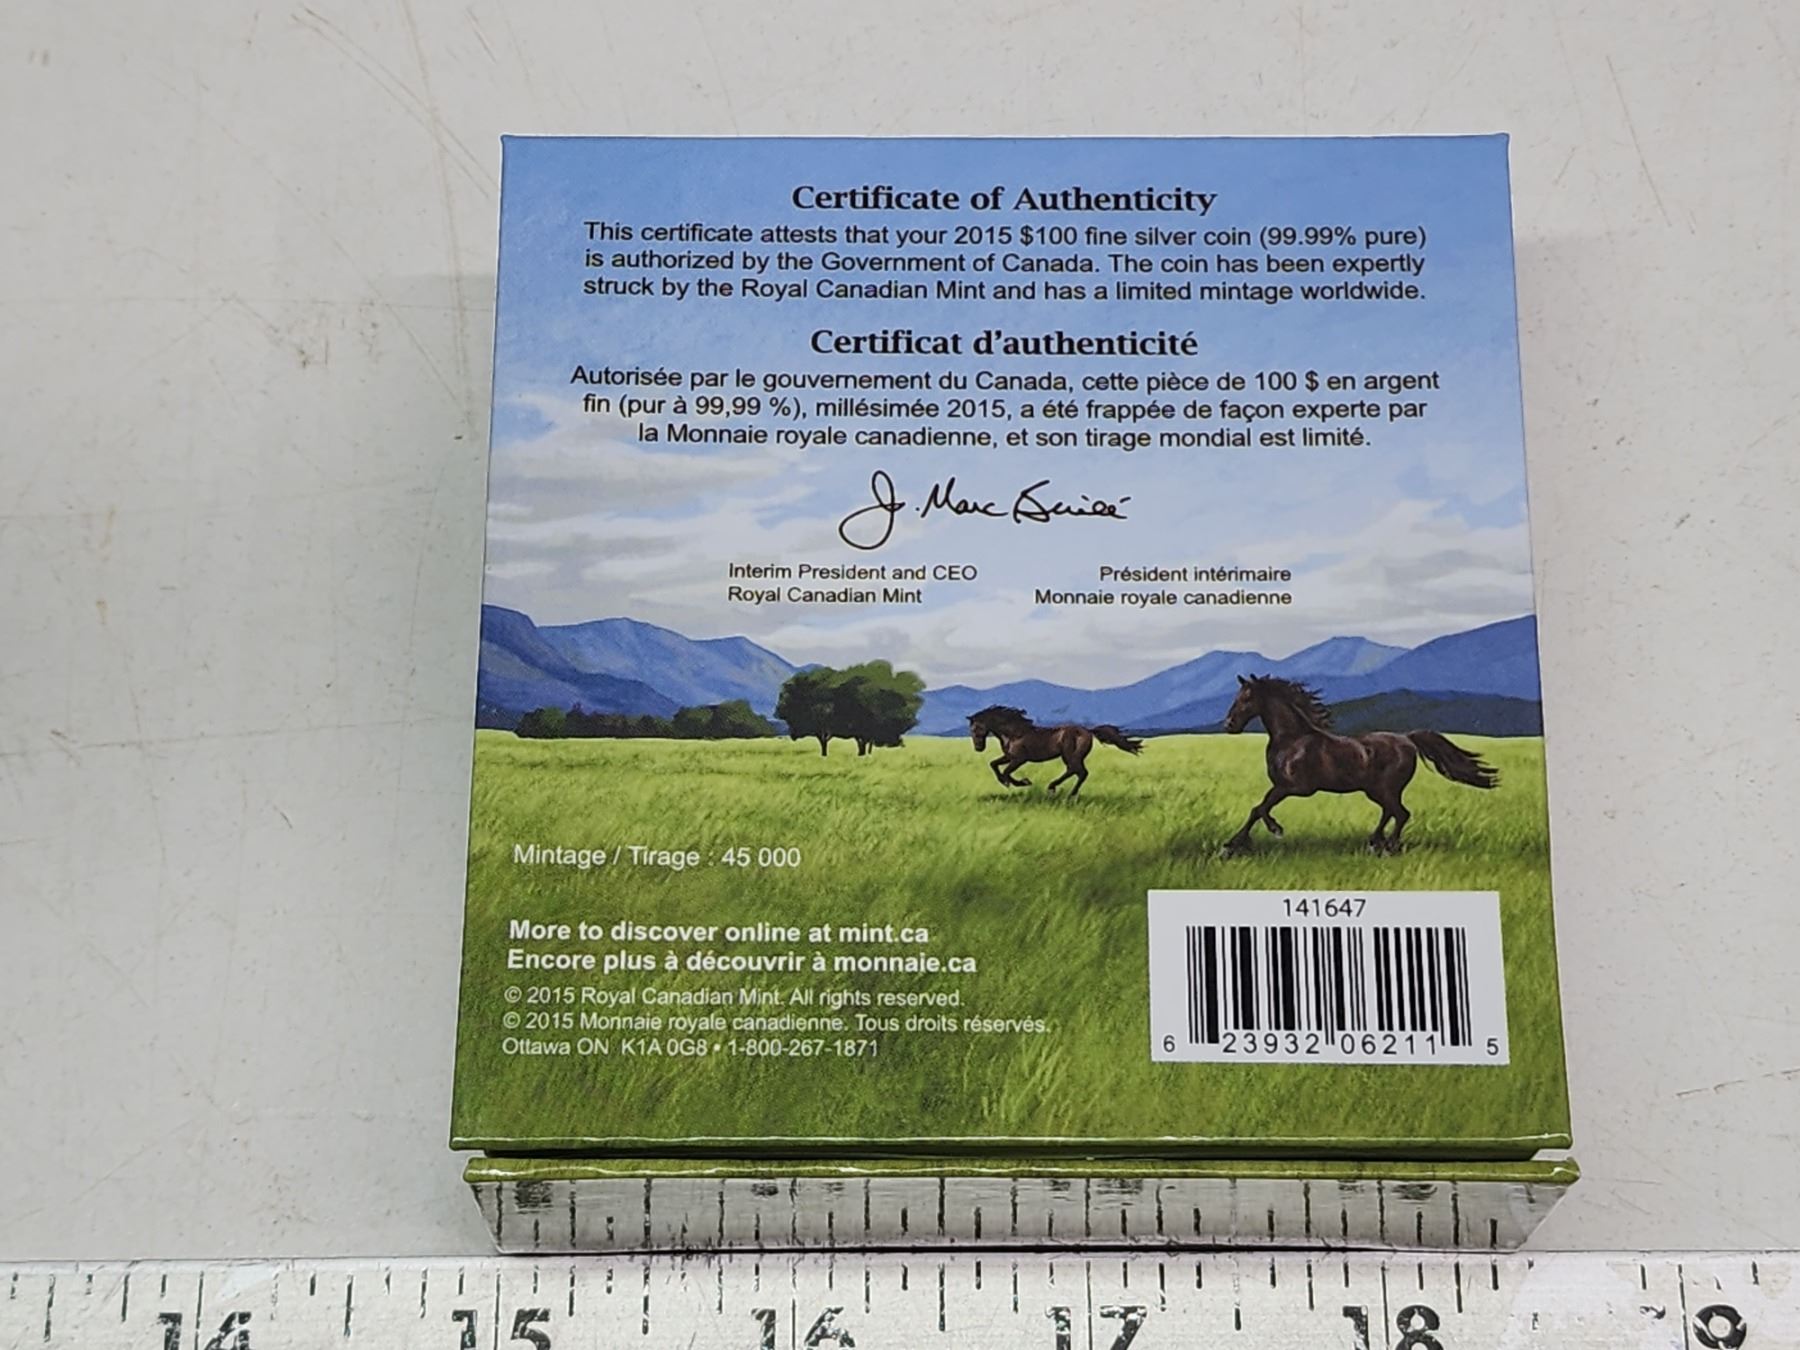 Certificate of Authenticity
This certificate attests that your 2015 $100 fine silver coin (99.99% pure)
is authorized by the Government of Canada. The coin has been expertly
struck by the Royal Canadian Mint and has a limited mintage worldwide.
Certificat d'authenticité
Autorisée par le gouvernement du Canada, cette pièce de 100 $ en argent
fin (pur à 99,99 %), millésimée 2015, a été frappée de façon experte par
la Monnaie royale canadienne, et son tirage mondial est limité.
J. Marc
Interim President and CEO
Royal Canadian Mint
Président intérimaire
Monnaie royale canadienne
Mintage / Tirage : 45 000
More to discover online at mint.ca
Encore plus à découvrir à monnaie.ca
© 2015 Royal Canadian Mint. All rights reserved.
© 2015 Monnaie royale canadienne. Tous droits réservés.
Ottawa ON K1A 0G8 • 1-800-267-1871
141647
6 23932 06211 5
14 15 16 17 18 19